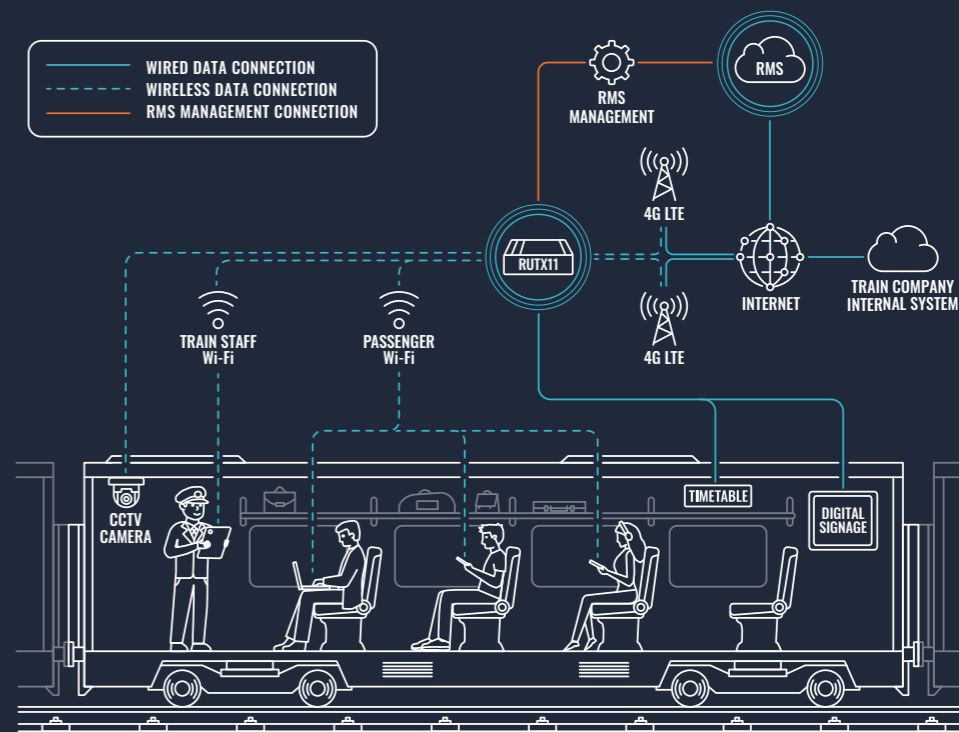 WIRED DATA CONNECTION
WIRELESS DATA CONNECTION
RMS MANAGEMENT CONNECTION
RMS
MANAGEMENT
RMS
4G LTE
RUTX11
INTERNET
TRAIN COMPANY
INTERNAL SYSTEM
4G LTE
TRAIN STAFF
Wi-Fi
PASSENGER
Wi-Fi
CCTV
CAMERA
TIMETABLE
DIGITAL
SIGNAGE